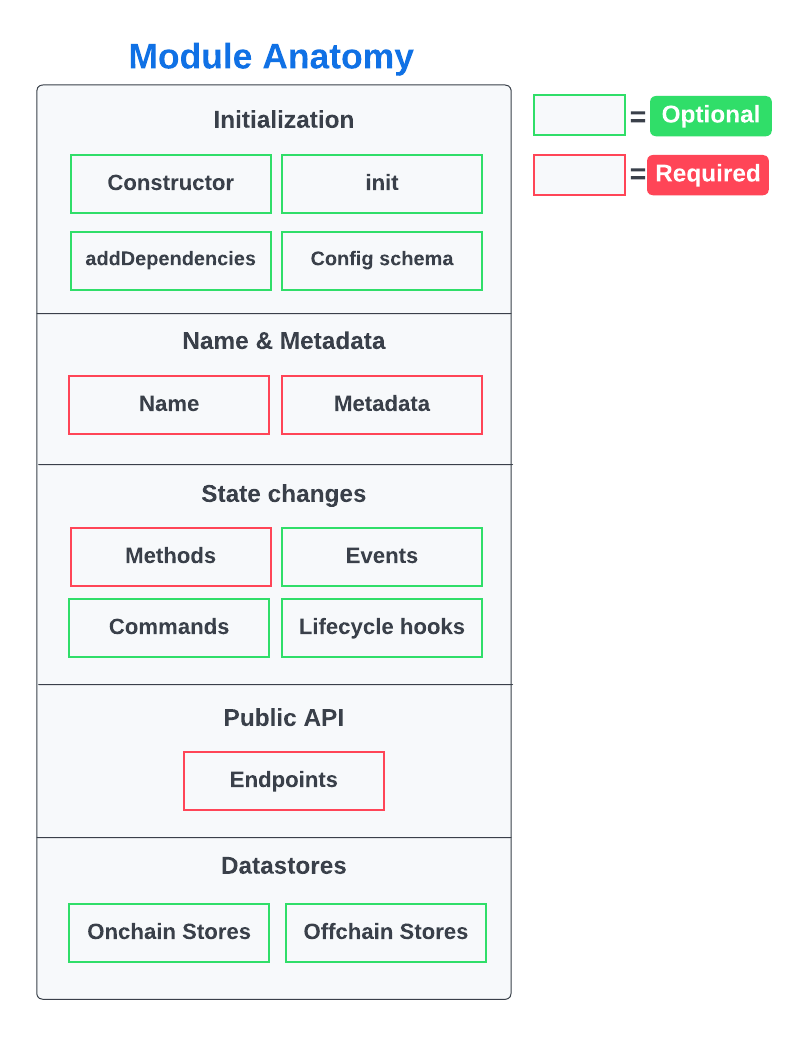 Module Anatomy
Initialization
Constructor
init
addDependencies
Config schema
= Optional
= Required
Name & Metadata
Name
Metadata
State changes
Methods
Events
Commands
Lifecycle hooks
Public API
Endpoints
Datastores
Onchain Stores
Offchain Stores